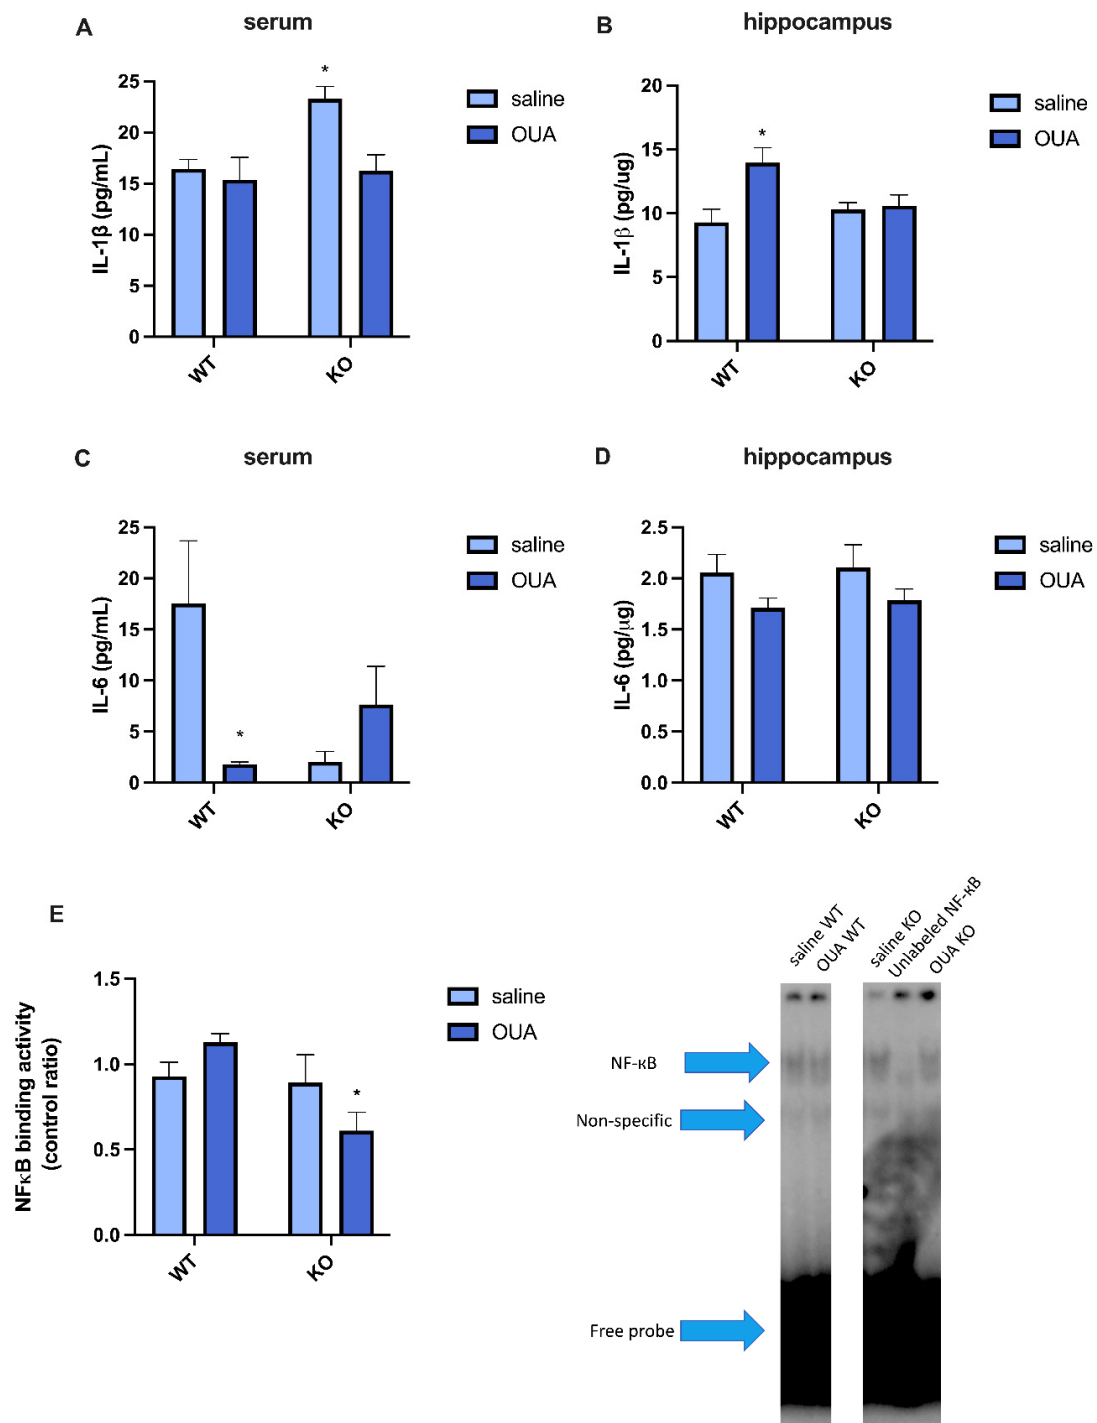 A
serum
25
20
15
10
5
0
IL-1β (pg/mL)
*
WT
KO
saline
OUA
B
hippocampus
20
15
10
5
0
IL-1β (pg/ug)
*
WT
KO
saline
OUA
C
serum
25
20
15
10
5
0
IL-6 (pg/mL)
*
WT
KO
saline
OUA
D
hippocampus
2.5
2.0
1.5
1.0
0.5
0.0
IL-6 (pg/μg)
WT
KO
saline
OUA
E
1.5
1.0
0.5
0.0
NFκB binding activity
(control ratio)
*
WT
KO
saline
OUA
saline WT
OUA WT
saline KO
Unlabeled NF-κB
OUA KO
NF-κB
Non-specific
Free probe